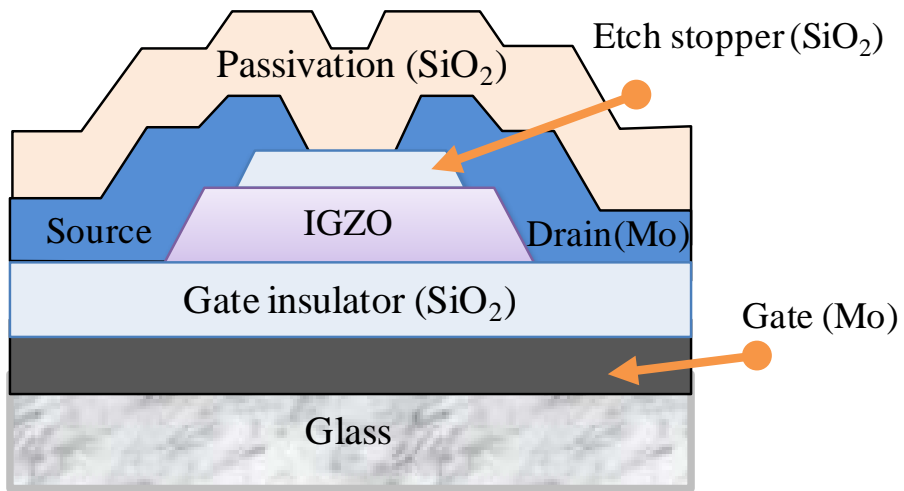 Etch stopper (SiO₂)
Passivation (SiO₂)
Source
IGZO
Drain(Mo)
Gate insulator (SiO₂)
Gate (Mo)
Glass